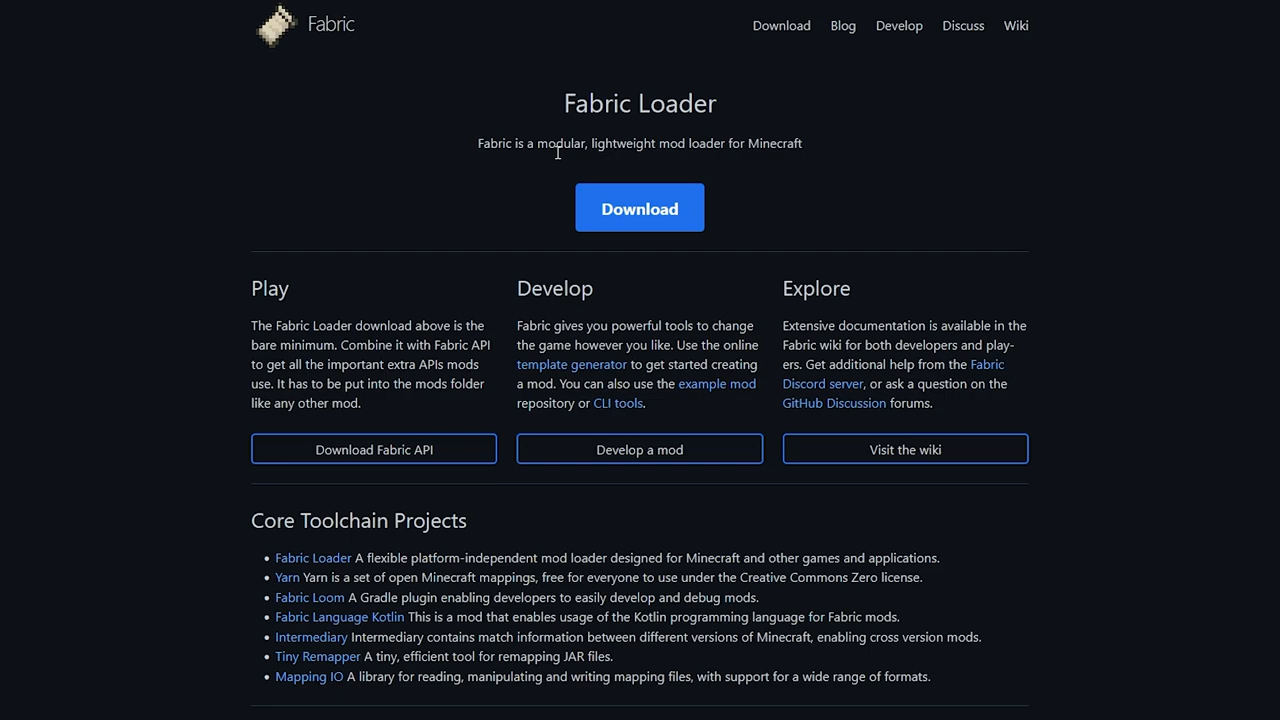 Fabric
Download Blog Develop Discuss Wiki
Fabric Loader
Fabric is a modular, lightweight mod loader for Minecraft
Download
Play
The Fabric Loader download above is the
bare minimum. Combine it with Fabric API
to get all the important extra APIs mods
use. It has to be put into the mods folder
like any other mod.
Download Fabric API
Develop
Fabric gives you powerful tools to change
the game however you like. Use the online
template generator to get started creating
a mod. You can also use the example mod
repository or CLI tools.
Develop a mod
Explore
Extensive documentation is available in the
Fabric wiki for both developers and play-
ers. Get additional help from the Fabric
Discord server, or ask a question on the
GitHub Discussion forums.
Visit the wiki
Core Toolchain Projects
• Fabric Loader A flexible platform-independent mod loader designed for Minecraft and other games and applications.
• Yarn Yarn is a set of open Minecraft mappings, free for everyone to use under the Creative Commons Zero license.
• Fabric Loom A Gradle plugin enabling developers to easily develop and debug mods.
• Fabric Language Kotlin This is a mod that enables usage of the Kotlin programming language for Fabric mods.
• Intermediary Intermediary contains match information between different versions of Minecraft, enabling cross version mods.
• Tiny Remapper A tiny, efficient tool for remapping JAR files.
• Mapping IO A library for reading, manipulating and writing mapping files, with support for a wide range of formats.